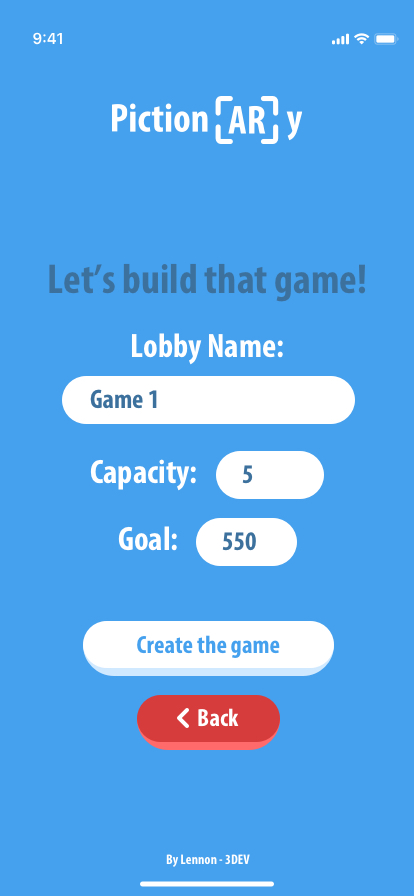 9:41
Piction AR y
Let's build that game!
Lobby Name:
Game 1
Capacity: 5
Goal: 550
Create the game
Back
By Lennon - 3DEV